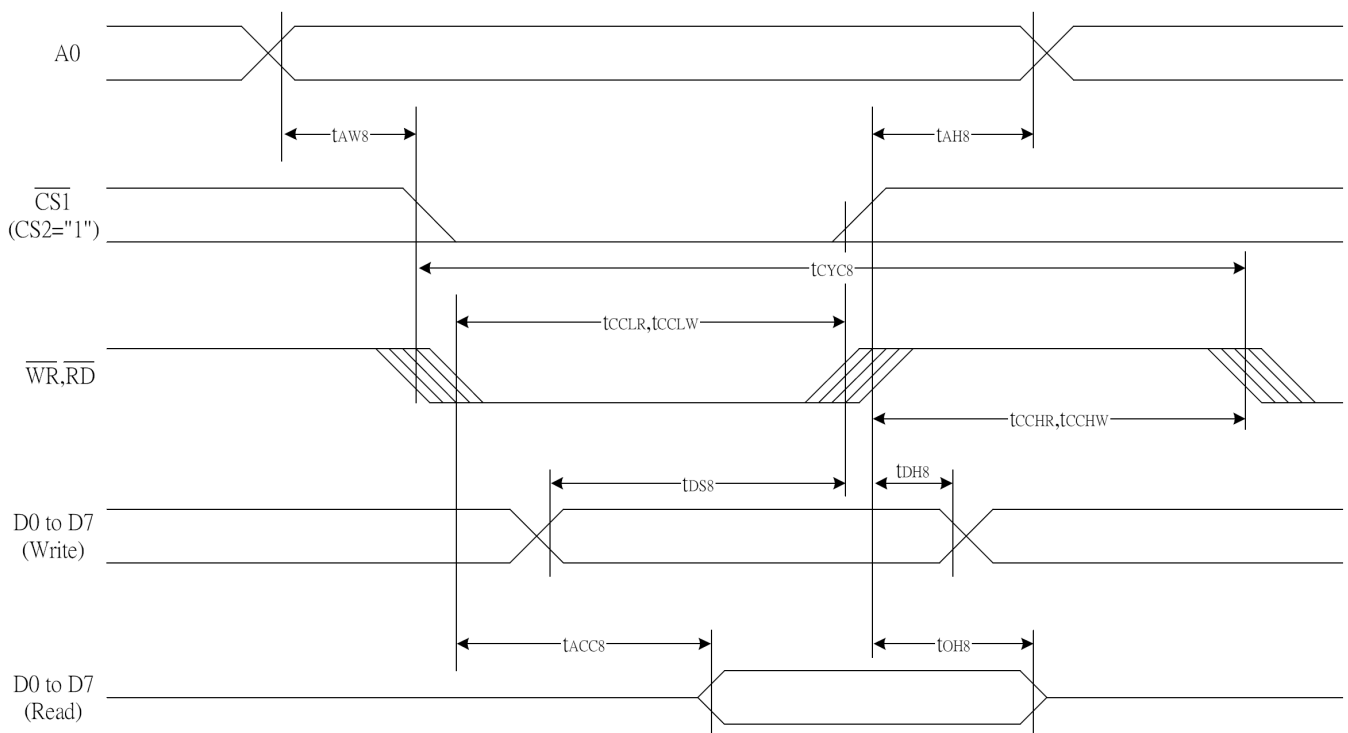 A0
tAW8
tAH8
CS1
(CS2="1")
tCYC8
tCCLR,tCCLW
WR,RD
tCCHR,tCCHW
tDS8
tDH8
D0 to D7
(Write)
tACC8
tOH8
D0 to D7
(Read)